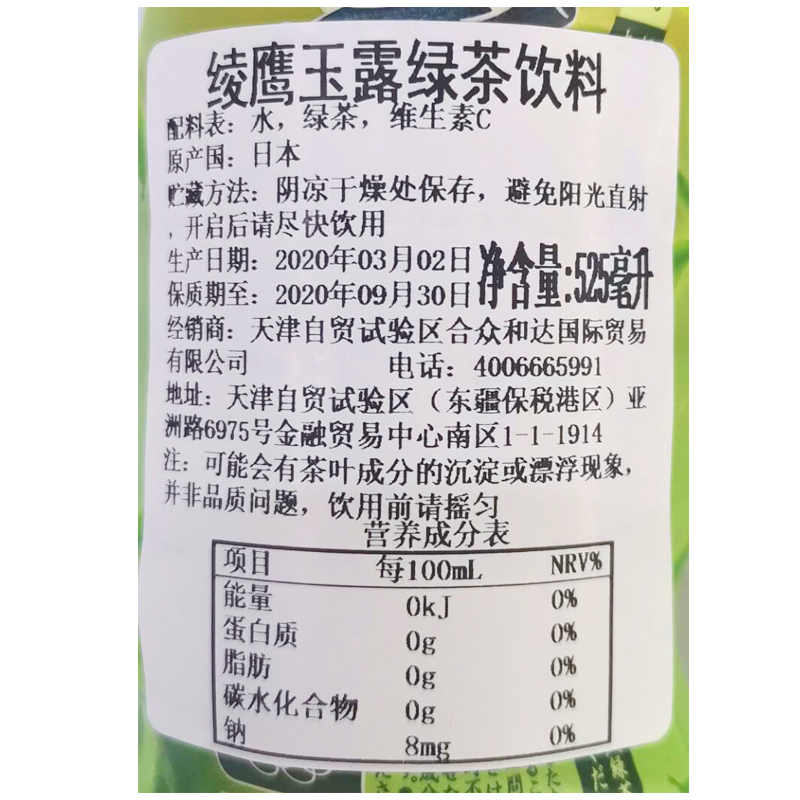 绫鹰玉露绿茶饮料
配料表：水，绿茶，维生素C
原产国：日本
贮藏方法：阴凉干燥处保存，避免阳光直射
，开启后请尽快饮用
生产日期：2020年03月02日
保质期至：2020年09月30日
净含量:525毫升
经销商：天津自贸试验区合众和达国际贸易
有限公司 电话：4006665991
地址：天津自贸试验区（东疆保税港区）亚
洲路6975号金融贸易中心南区1-1-1914
注：可能会有茶叶成分的沉淀或漂浮现象，
并非品质问题，饮用前请摇匀
营养成分表
项目 每100mL NRV%
能量 0kJ 0%
蛋白质 0g 0%
脂肪 0g 0%
碳水化合物 0g 0%
钠 8mg 0%